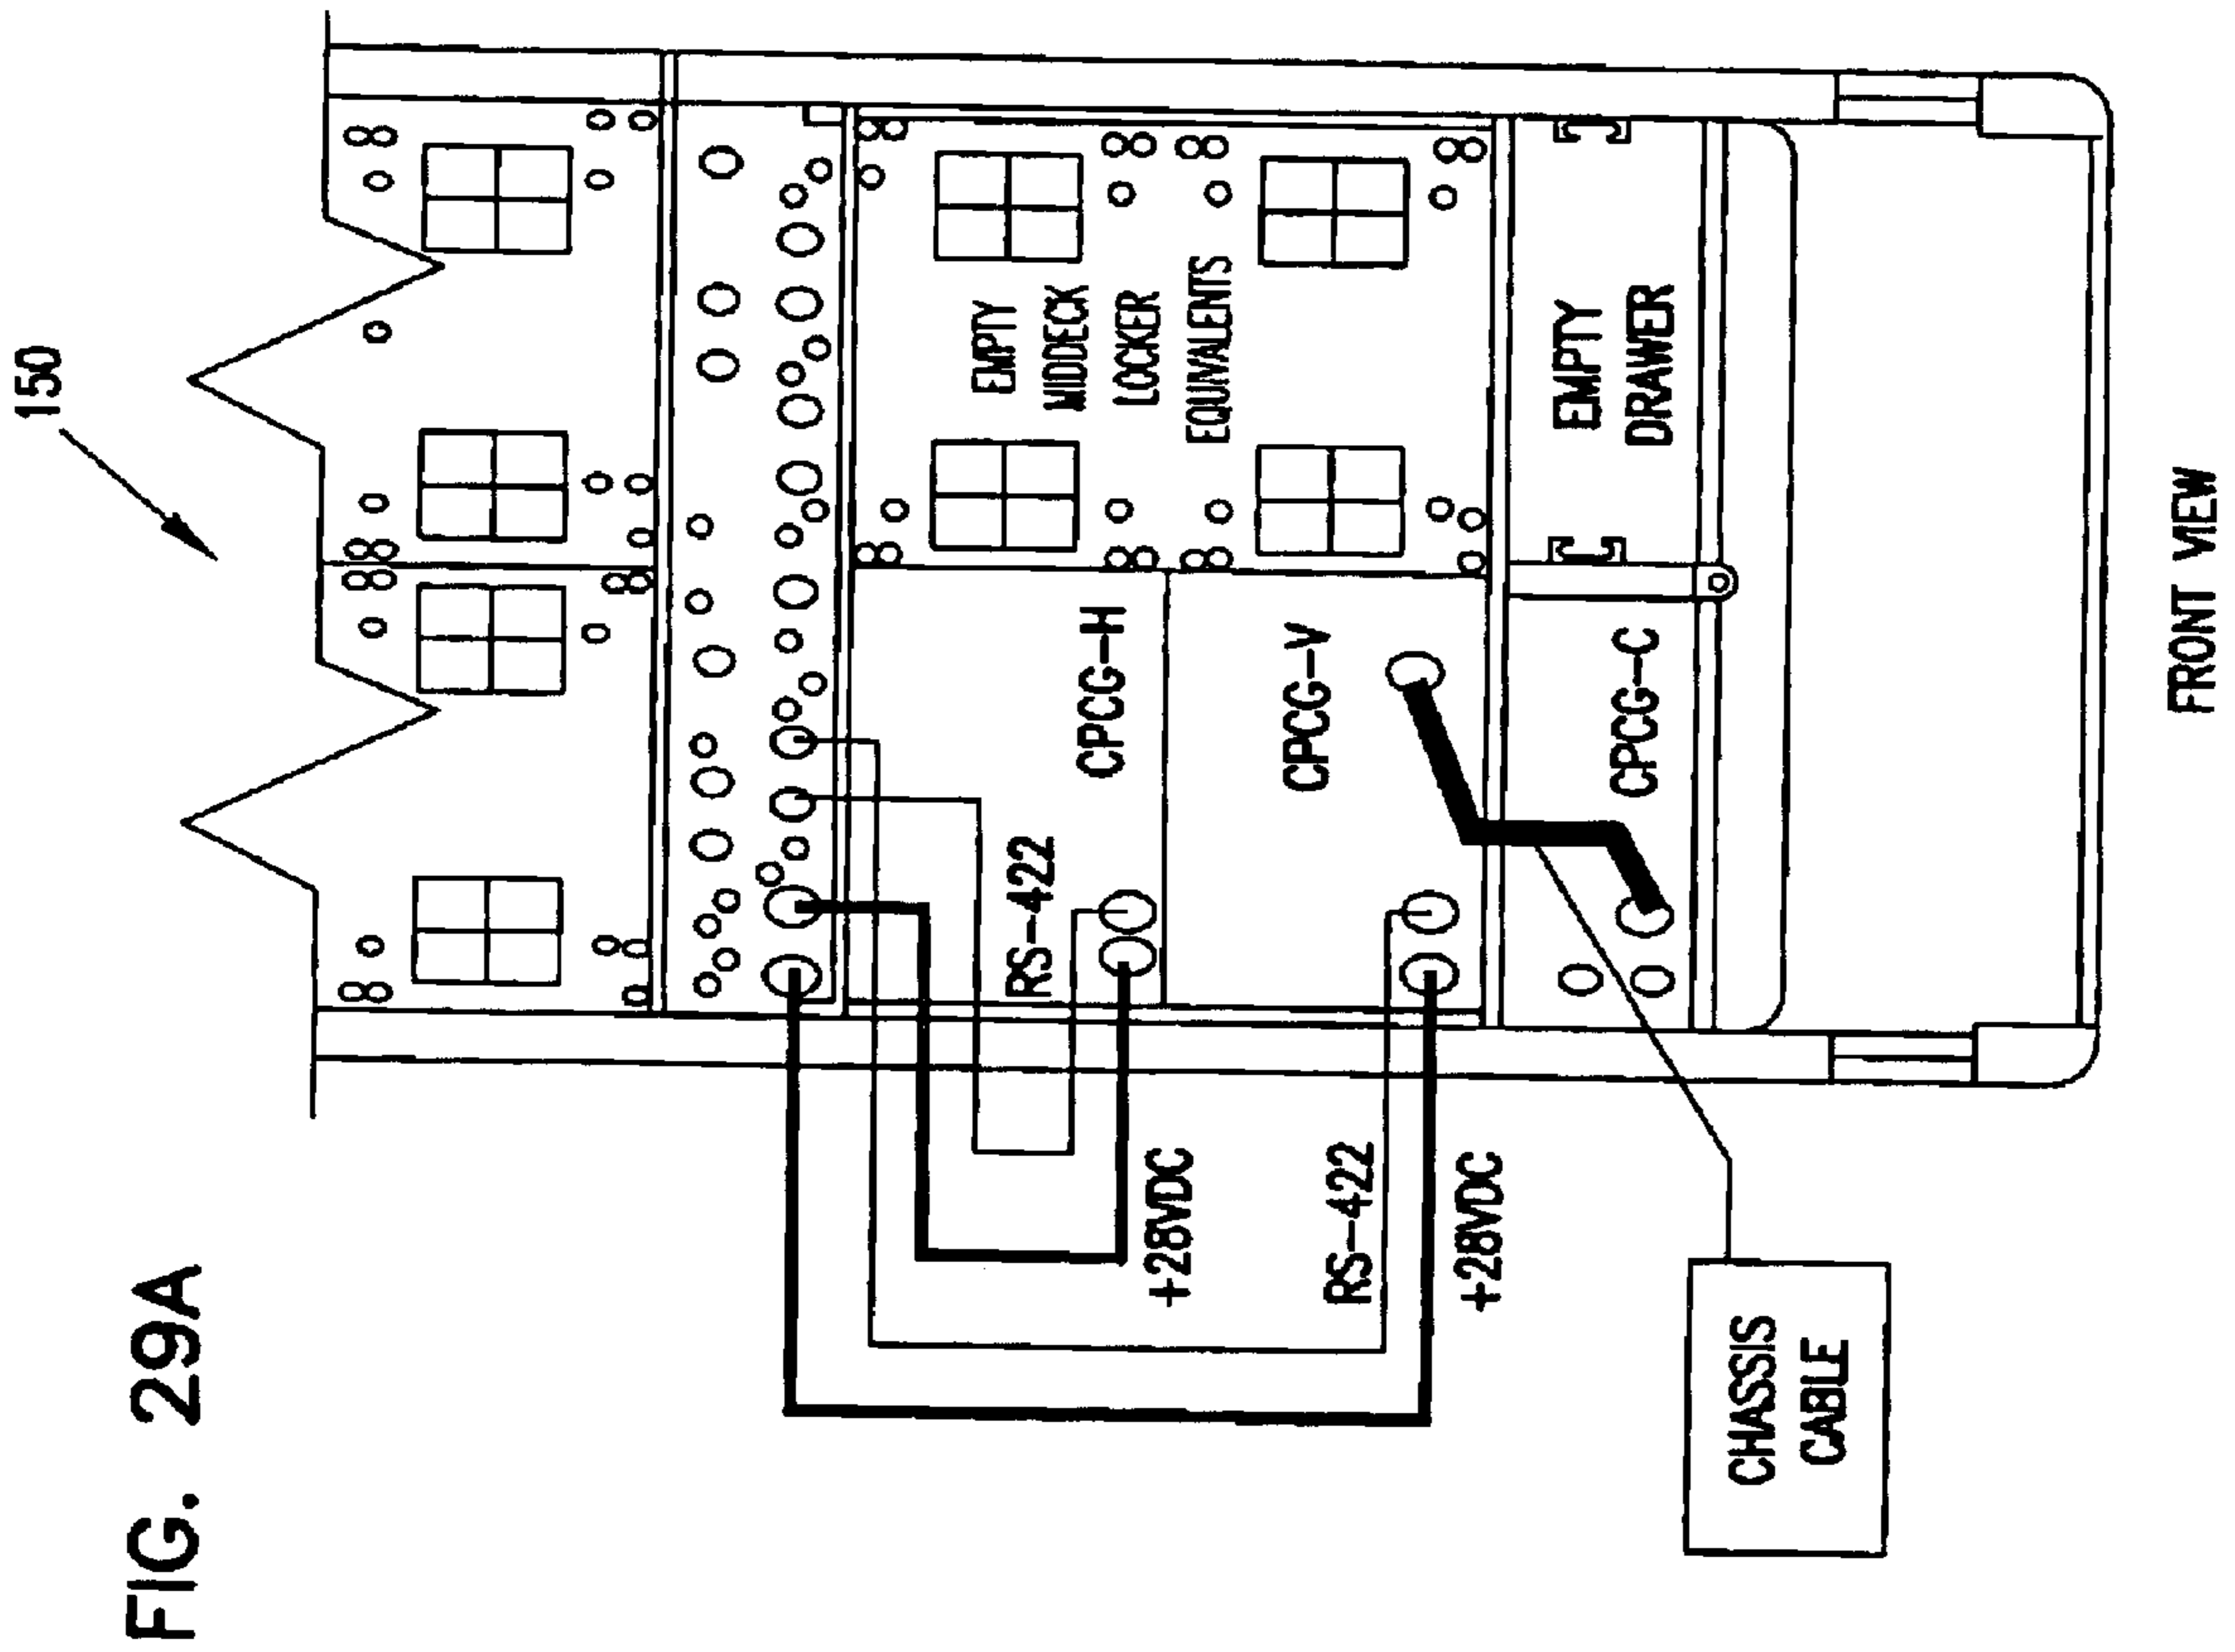 FIG. 29A
150
EMPTY
MIDDECK
LOCKER
EQUIVALENTS
EMPTY
DRAWER
CPCG-H
CPCG-V
CPCG-C
RS-422
+28VDC
RS-422
+28VDC
CHASSIS
CABLE
FRONT VIEW